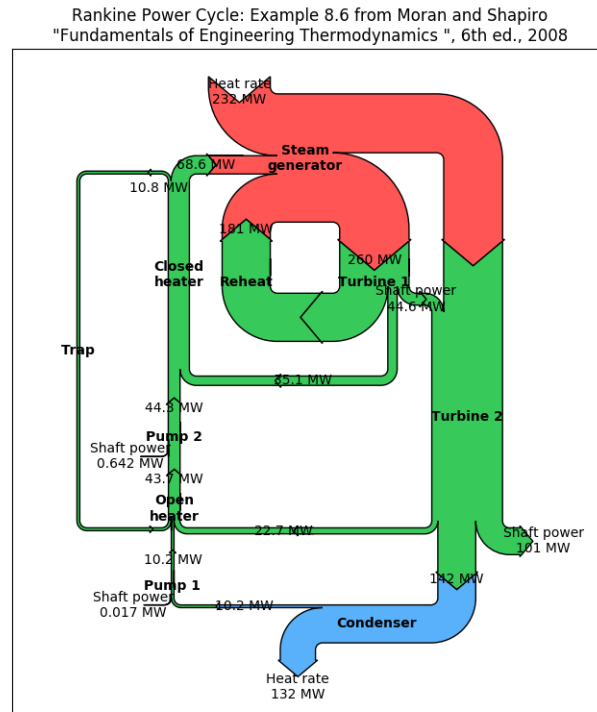 Rankine Power Cycle: Example 8.6 from Moran and Shapiro
"Fundamentals of Engineering Thermodynamics ", 6th ed., 2008
Heat rate
232 MW
Steam
generator
68.6 MW
10.8 MW
181 MW
260 MW
Closed
heater
Reheat
Turbine 1
Shaft power
44.6 MW
Trap
35.1 MW
44.3 MW
Turbine 2
Pump 2
Shaft power
0.642 MW
43.7 MW
Open
heater
22.7 MW
Shaft power
101 MW
10.2 MW
142 MW
Pump 1
Shaft power
0.017 MW
10.2 MW
Condenser
Heat rate
132 MW